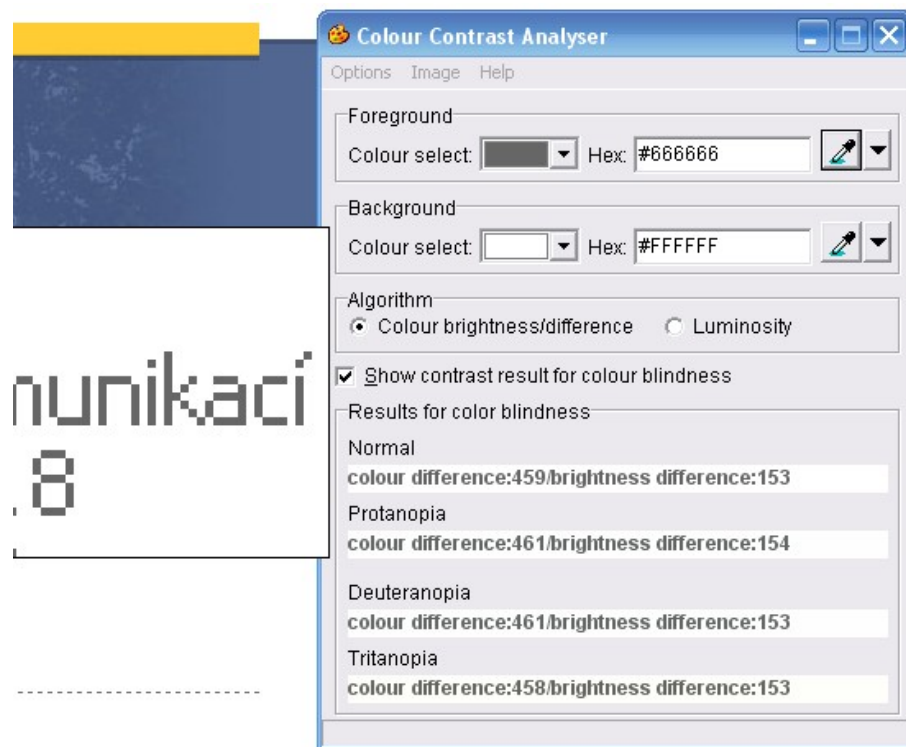 Colour Contrast Analyser
Options Image Help
Foreground
Colour select: Hex: #666666
Background
Colour select: Hex: #FFFFFF
Algorithm
Colour brightness/difference Luminosity
Show contrast result for colour blindness
Results for color blindness
Normal
colour difference:459/brightness difference:153
Protanopia
colour difference:461/brightness difference:154
Deuteranopia
colour difference:461/brightness difference:153
Tritanopia
colour difference:458/brightness difference:153
munikací
.8